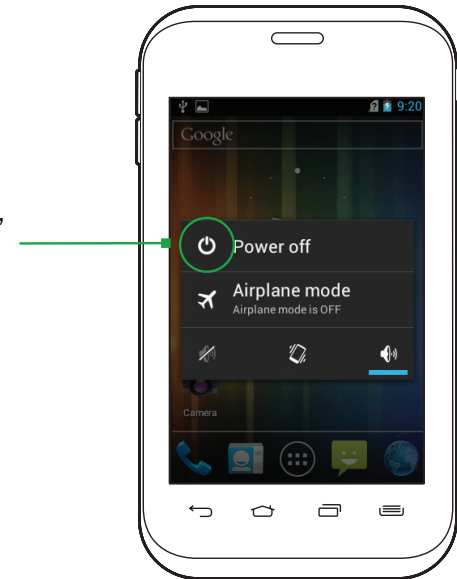 9:20
Google
,
Power off
Airplane mode
Airplane mode is OFF
Camera